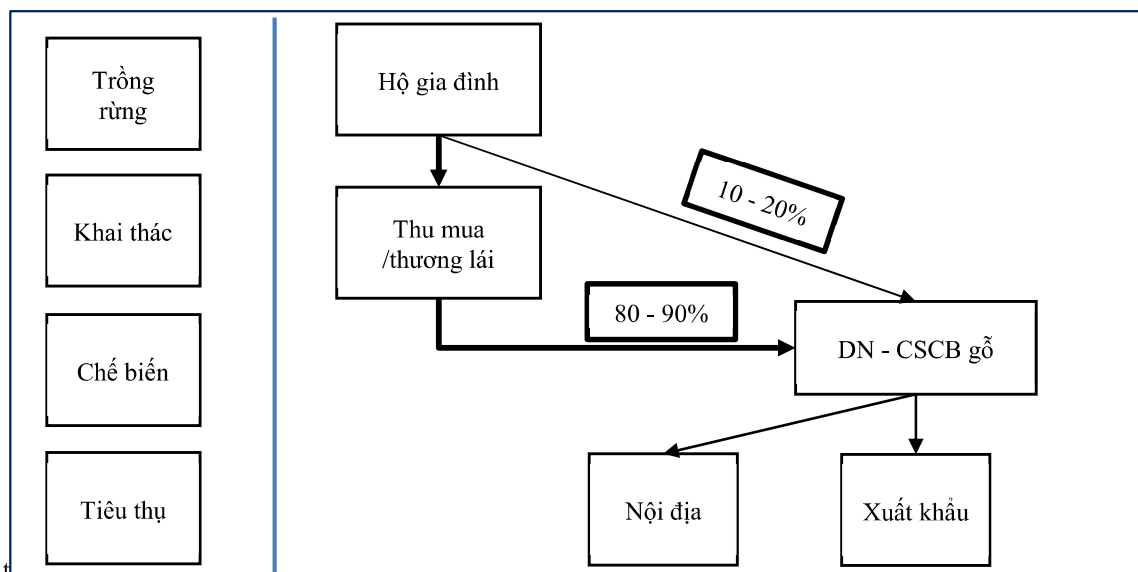 Trồng
rừng
Khai thác
Chế biến
Tiêu thụ
Hộ gia đình
Thu mua
/thương lái
10 - 20%
80 - 90%
DN - CSCB gỗ
Nội địa
Xuất khẩu
t